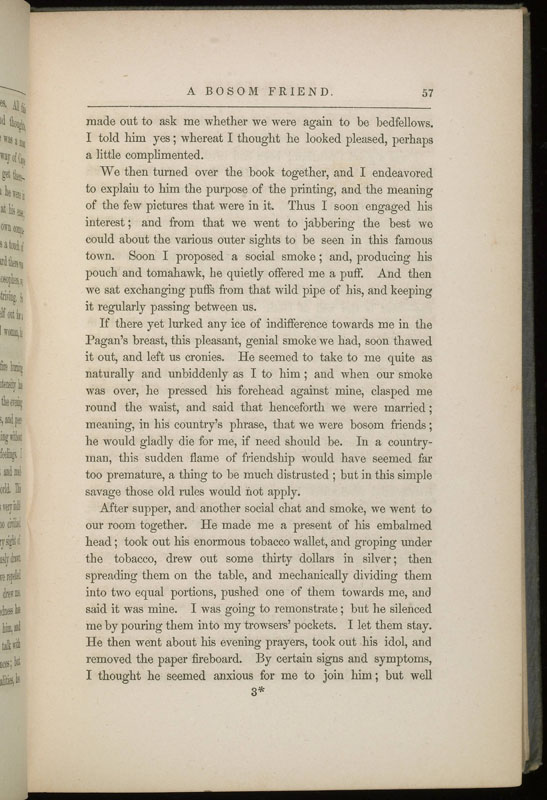 A BOSOM FRIEND. 57
made out to ask me whether we were again to be bedfellows.
I told him yes; whereat I thought he looked pleased, perhaps
a little complimented.
We then turned over the book together, and I endeavored
to explain to him the purpose of the printing, and the meaning
of the few pictures that were in it. Thus I soon engaged his
interest; and from that we went to jabbering the best we
could about the various outer sights to be seen in this famous
town. Soon I proposed a social smoke; and, producing his
pouch and tomahawk, he quietly offered me a puff. And then
we sat exchanging puffs from that wild pipe of his, and keeping
it regularly passing between us.
If there yet lurked any ice of indifference towards me in the
Pagan's breast, this pleasant, genial smoke we had, soon thawed
it out, and left us cronies. He seemed to take to me quite as
naturally and unbiddenly as I to him; and when our smoke
was over, he pressed his forehead against mine, clasped me
round the waist, and said that henceforth we were married;
meaning, in his country's phrase, that we were bosom friends;
he would gladly die for me, if need should be. In a country-
man, this sudden flame of friendship would have seemed far
too premature, a thing to be much distrusted; but in this simple
savage those old rules would not apply.
After supper, and another social chat and smoke, we went to
our room together. He made me a present of his embalmed
head; took out his enormous tobacco wallet, and groping under
the tobacco, drew out some thirty dollars in silver; then
spreading them on the table, and mechanically dividing them
into two equal portions, pushed one of them towards me, and
said it was mine. I was going to remonstrate; but he silenced
me by pouring them into my trowsers' pockets. I let them stay.
He then went about his evening prayers, took out his idol, and
removed the paper fireboard. By certain signs and symptoms,
I thought he seemed anxious for me to join him; but well
3*